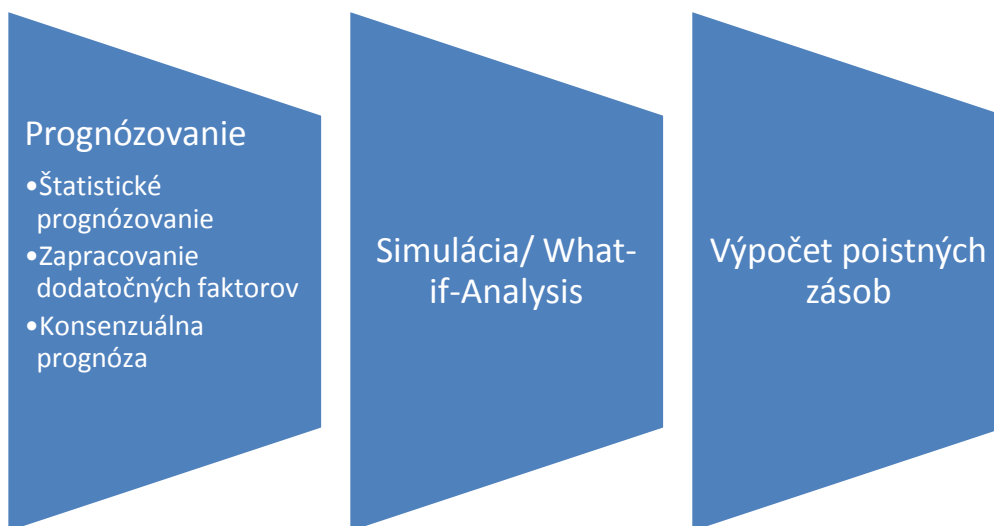 Prognózovanie
•Štatistické
prognózovanie
•Zapracovanie
dodatočných faktorov
•Konsenzuálna
prognóza
Simulácia/ What-
if-Analysis
Výpočet poistných
zásob